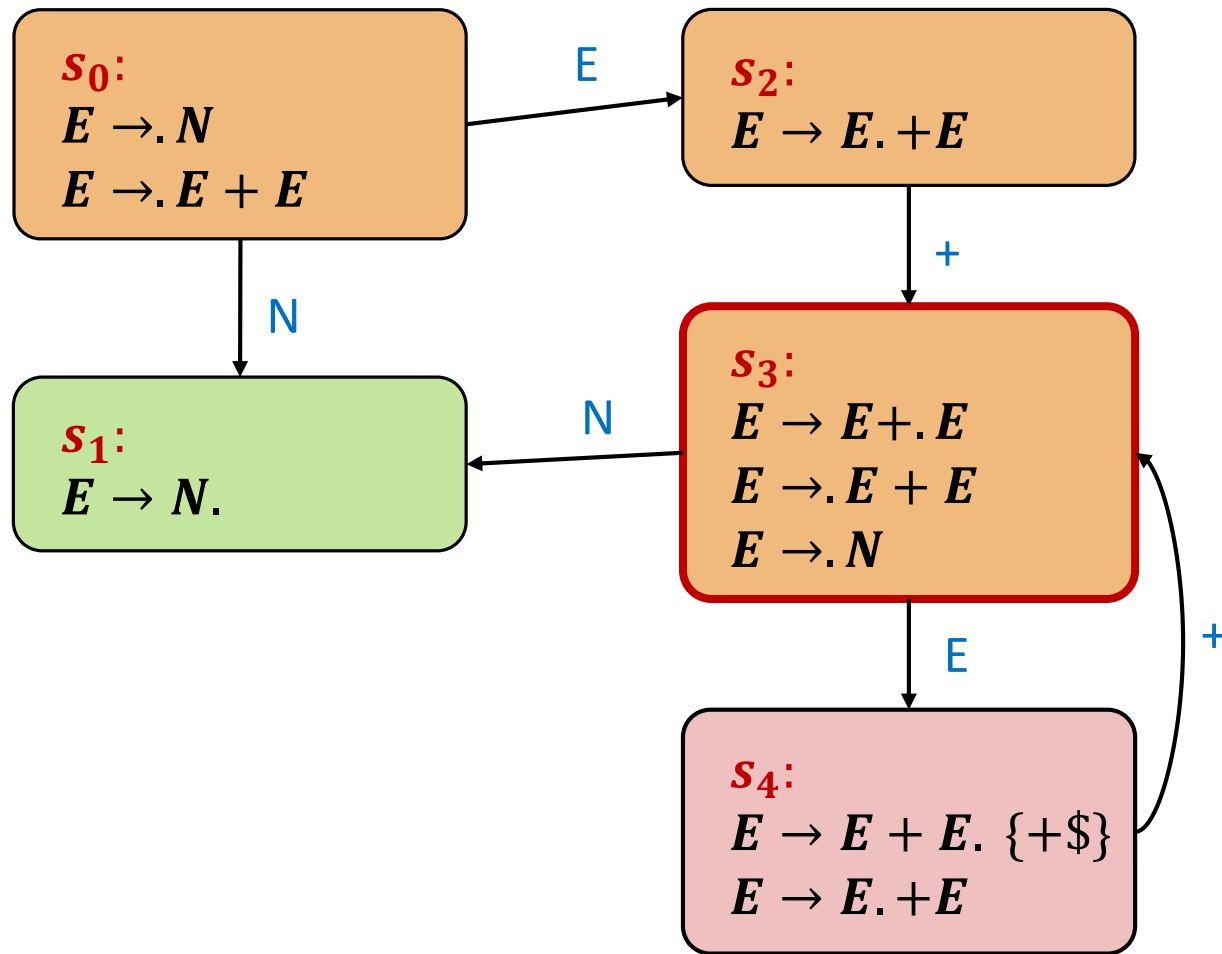 s₀:
E →. N
E →. E + E
E
s₂:
E → E. +E
N
+
s₁:
E → N.
N
s₃:
E → E+. E
E →. E + E
E →. N
E
+
s₄:
E → E + E. {+$}
E → E. +E